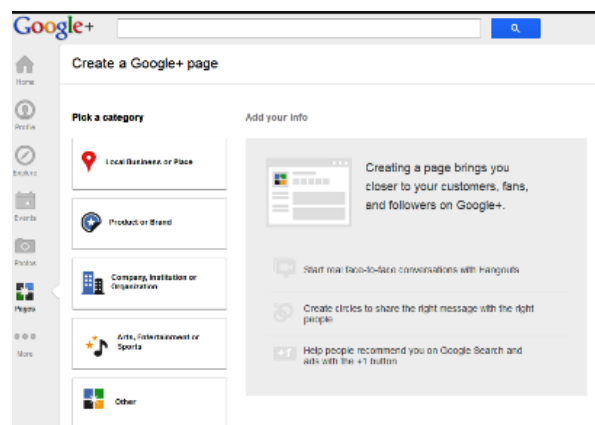 Google+
Home
Profile
Explore
Events
Photos
Pages
More
Create a Google+ page
Pick a category
Local Business or Place
Product or Brand
Company, Institution or
Organization
Arts, Entertainment or
Sports
Other
Add your info
Creating a page brings you
closer to your customers, fans,
and followers on Google+.
Start real face-to-face conversations with Hangouts
Create circles to share the right message with the right
people
+1
Help people recommend you on Google Search and
ads with the +1 button